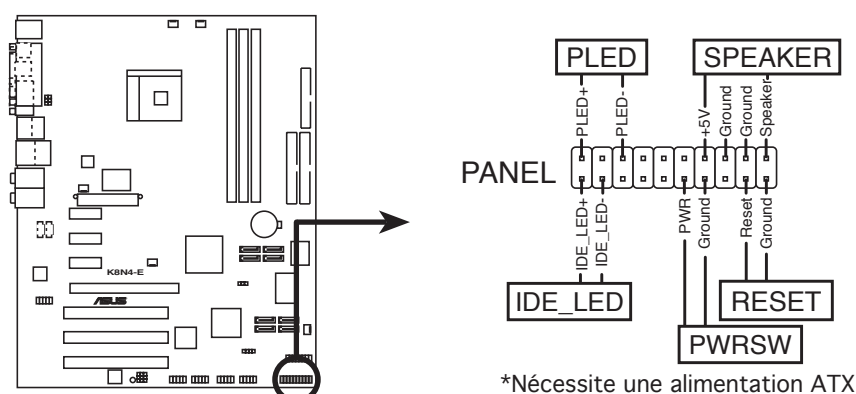 PLED
SPEAKER
PLED+
PLED-
+5V
Ground
Ground
Speaker-
PANEL
IDE_LED+
IDE_LED-
PWR
Ground
Reset
Ground
IDE_LED
RESET
PWRSW
*Nécessite une alimentation ATX
K8N4-E
ASUS